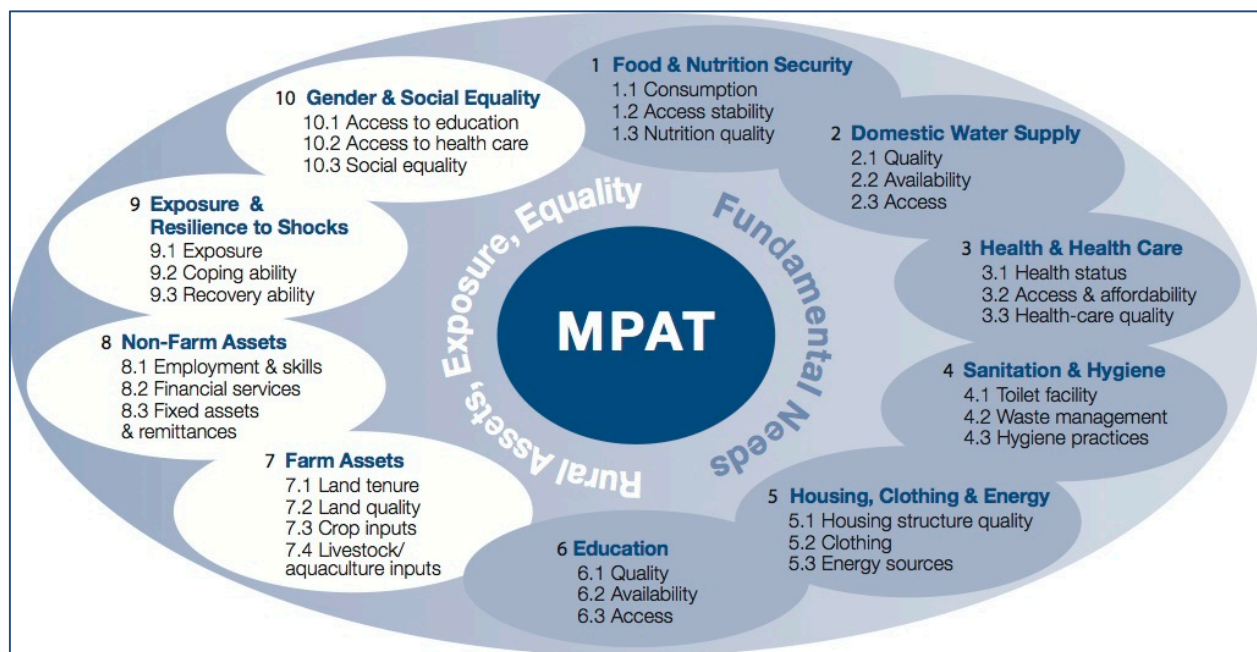 1 Food & Nutrition Security
1.1 Consumption
1.2 Access stability
1.3 Nutrition quality
2 Domestic Water Supply
2.1 Quality
2.2 Availability
2.3 Access
3 Health & Health Care
3.1 Health status
3.2 Access & affordability
3.3 Health-care quality
4 Sanitation & Hygiene
4.1 Toilet facility
4.2 Waste management
4.3 Hygiene practices
5 Housing, Clothing & Energy
5.1 Housing structure quality
5.2 Clothing
5.3 Energy sources
6 Education
6.1 Quality
6.2 Availability
6.3 Access
7 Farm Assets
7.1 Land tenure
7.2 Land quality
7.3 Crop inputs
7.4 Livestock/
aquaculture inputs
8 Non-Farm Assets
8.1 Employment & skills
8.2 Financial services
8.3 Fixed assets
& remittances
9 Exposure &
Resilience to Shocks
9.1 Exposure
9.2 Coping ability
9.3 Recovery ability
10 Gender & Social Equality
10.1 Access to education
10.2 Access to health care
10.3 Social equality
Rural Assets, Exposure, Equality
Fundamental Needs
MPAT